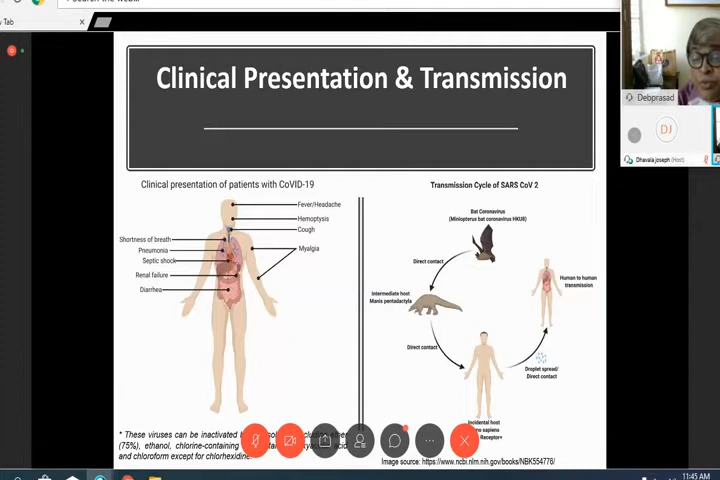 Tab
Clinical Presentation & Transmission
Debprasad
DJ
Dhavala joseph (Host)
Clinical presentation of patients with CoVID-19
Fever/Headache
Hemoptysis
Cough
Shortness of breath
Pneumonia
Myalgia
Septic shock
Renal failure
Diarrhea
Transmission Cycle of SARS CoV 2
Bat Coronavirus
(Miniopterus bat coronavirus HKU8)
Direct contact
Human to human
transmission
Intermediate host
Manis pentadactyla
Direct contact
Droplet spread/
Direct contact
Incidental host
sapiens
Receptor+
* These viruses can be inactivated
(75%), ethanol, chlorine-containing
and chloroform except for chlorhexidine.
Image source: https://www.ncbi.nlm.nih.gov/books/NBK554776/
11:45 AM